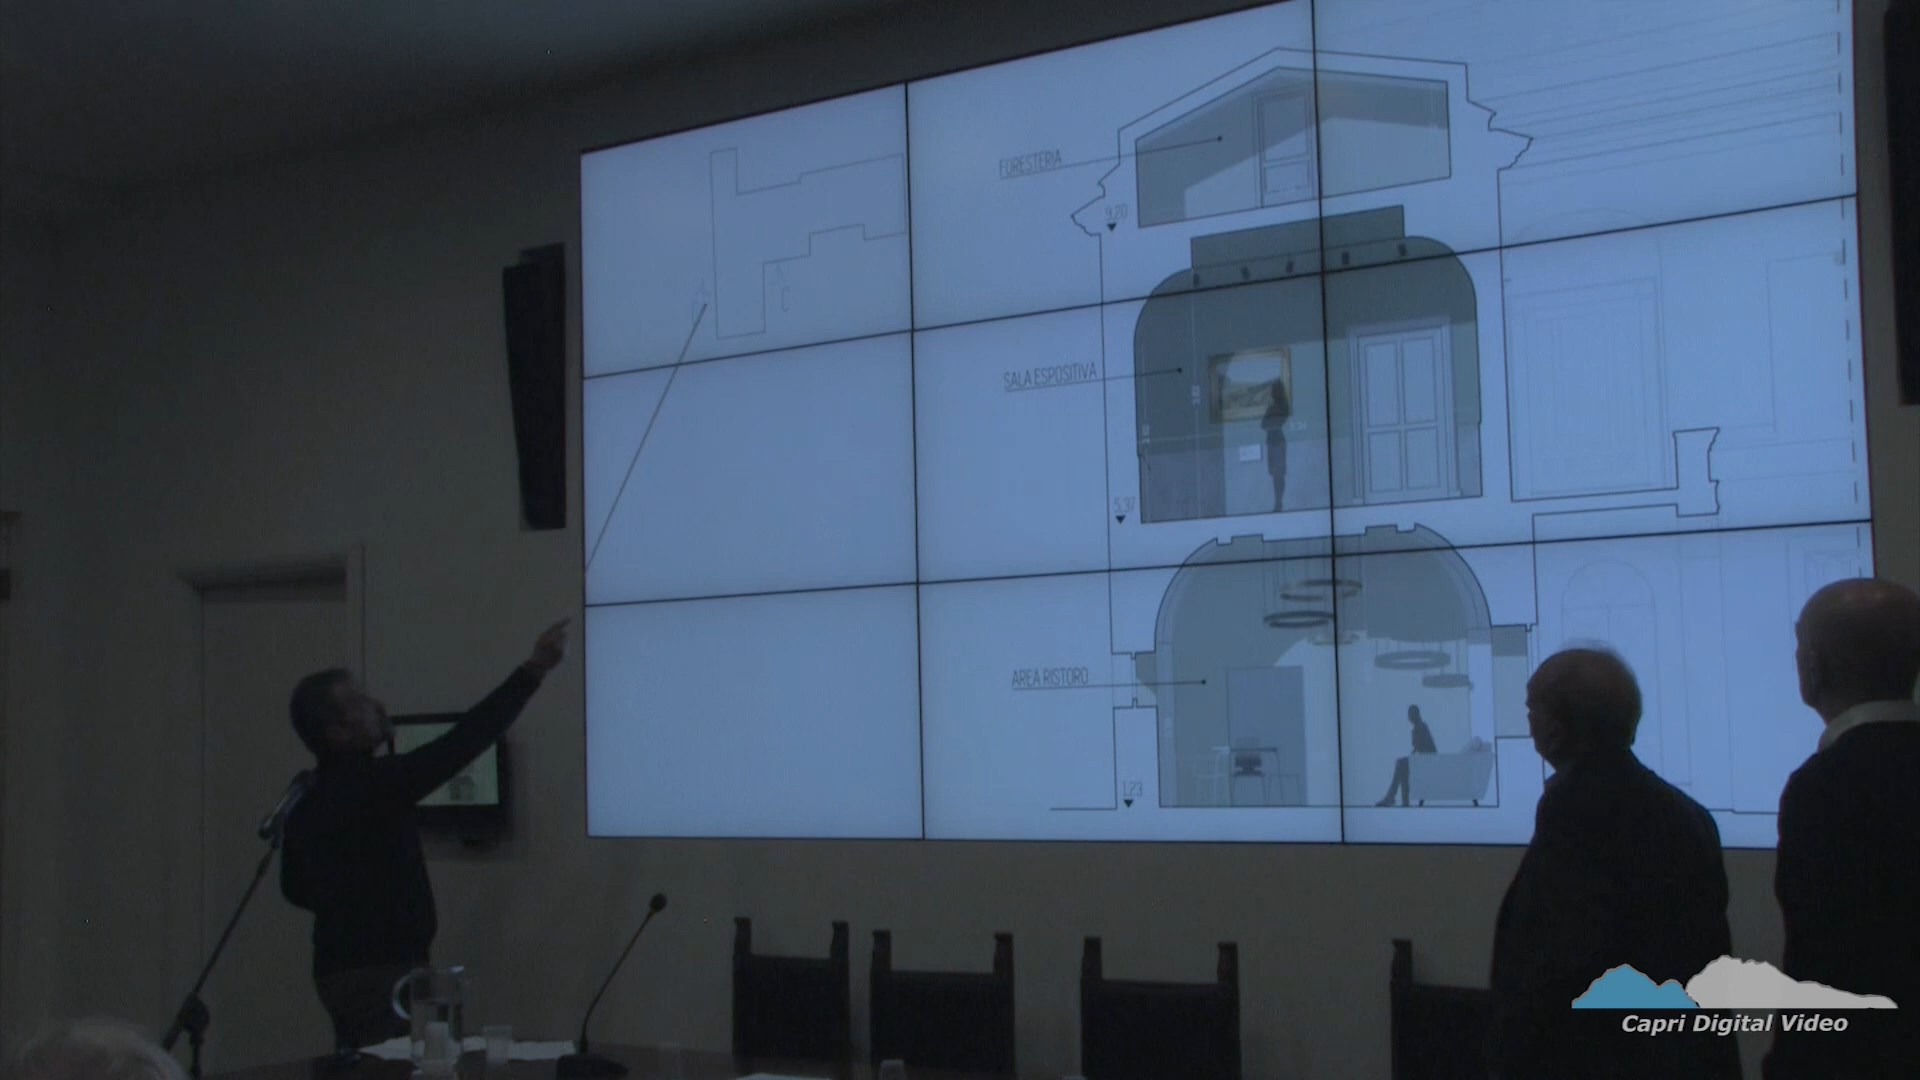 FORESTERIA
9,20
SALA ESPOSITIVA
5,37
AREA RISTORO
1,23
Capri Digital Video